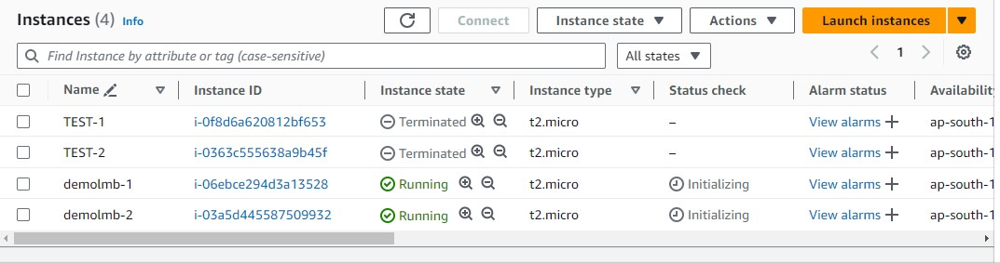 Instances (4) Info Connect Instance state Actions Launch instances
Find Instance by attribute or tag (case-sensitive) All states 1
Name Instance ID Instance state Instance type Status check Alarm status Availability
TEST-1 i-0f8d6a620812bf653 Terminated t2.micro – View alarms + ap-south-1
TEST-2 i-0363c555638a9b45f Terminated t2.micro – View alarms + ap-south-1
demolmb-1 i-06ebce294d3a13528 Running t2.micro Initializing View alarms + ap-south-1
demolmb-2 i-03a5d445587509932 Running t2.micro Initializing View alarms + ap-south-1